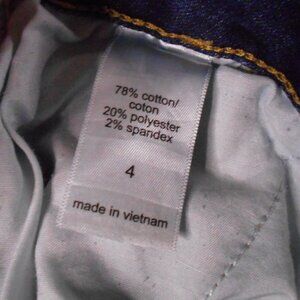 78% cotton/
coton
20% polyester
2% spandex
4
made in vietnam